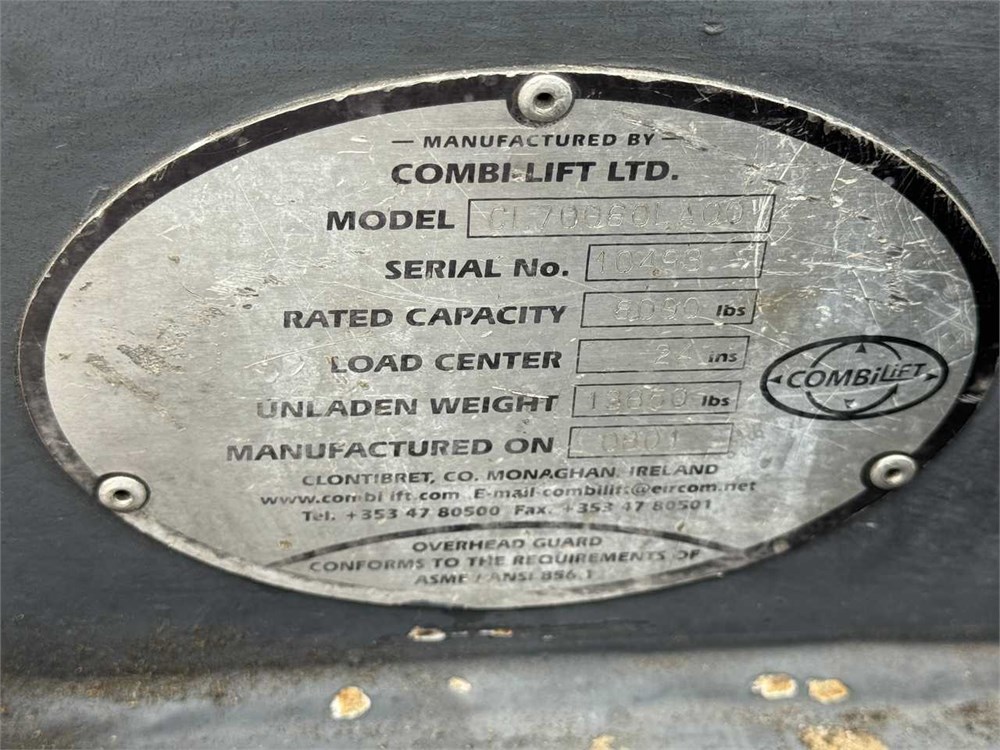 — MANUFACTURED BY —
COMBI-LIFT LTD.
MODEL
SERIAL No.
RATED CAPACITY lbs
LOAD CENTER ins
UNLADEN WEIGHT lbs
MANUFACTURED ON
COMBiLiFT
CLONTIBRET, CO. MONAGHAN, IRELAND
www.combilift.com E-mail combilift@eircom.net
Tel. +353 47 80500 Fax. +353 47 80501
OVERHEAD GUARD
CONFORMS TO THE REQUIREMENTS OF
ASME / ANSI B56.1